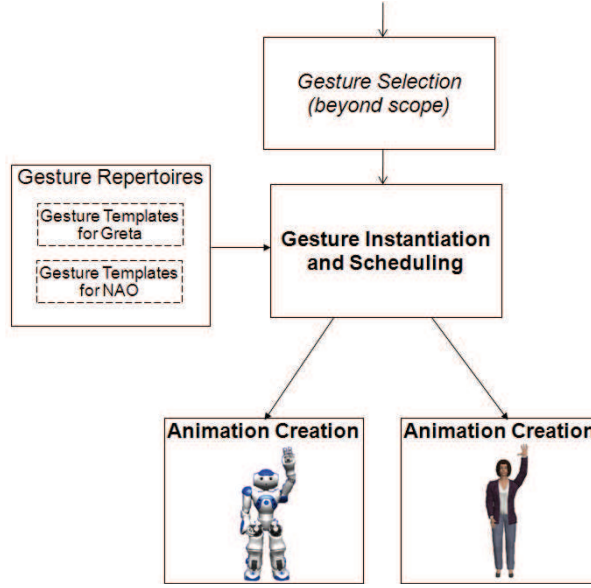 Gesture Selection
(beyond scope)
Gesture Repertoires
Gesture Templates
for Greta
Gesture Templates
for NAO
Gesture Instantiation
and Scheduling
Animation Creation
Animation Creation